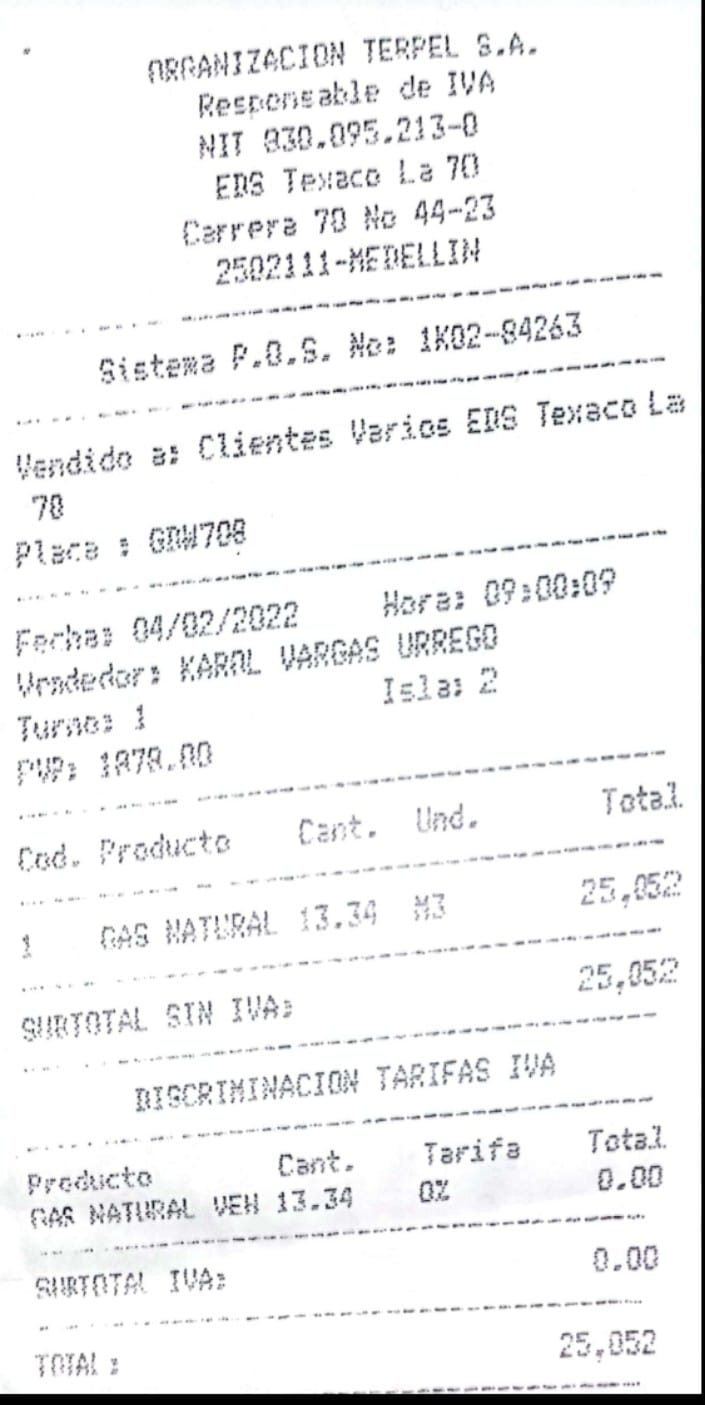 ORGANIZACION TERPEL S.A.
Responsable de IVA
NIT 830.095.213-0
EDS Texaco La 70
Carrera 70 No 44-23
2502111-MEDELLIN
Sistema P.O.S. No: 1K02-84263
Vendido a: Clientes Varios EDS Texaco La
70
Placa : GDW708
Fecha: 04/02/2022 Hora: 09:00:09
Vendedor: KAROL VARGAS URREGO
Turno: 1 Isla: 2
PVP: 1878.00
Cod. Producto Cant. Und. Total
1 GAS NATURAL 13.34 M3 25,052
SUBTOTAL SIN IVA: 25,052
DISCRIMINACION TARIFAS IVA
Producto Cant. Tarifa Total
GAS NATURAL VEH 13.34 0% 0.00
SUBTOTAL IVA: 0.00
TOTAL: 25,052